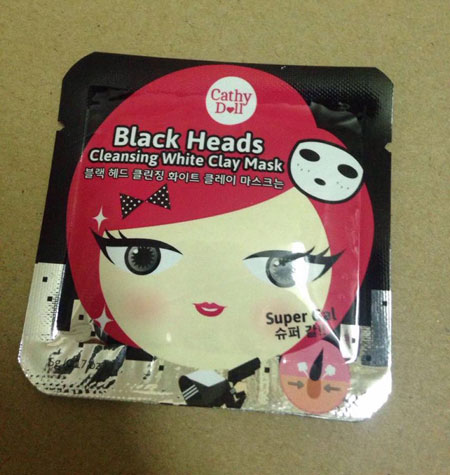 Cathy
Doll
Black Heads
Cleansing White Clay Mask
블랙 헤드 클린징 화이트 클레이 마스크는
Super
슈퍼